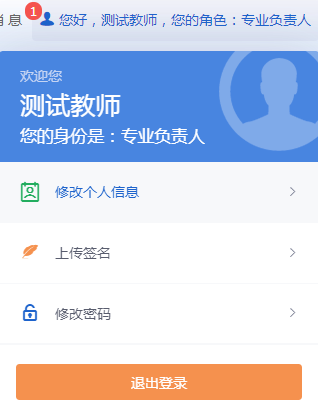 息 1 您好，测试教师，您的角色：专业负责人
欢迎您
测试教师
您的身份是：专业负责人
修改个人信息
上传签名
修改密码
退出登录